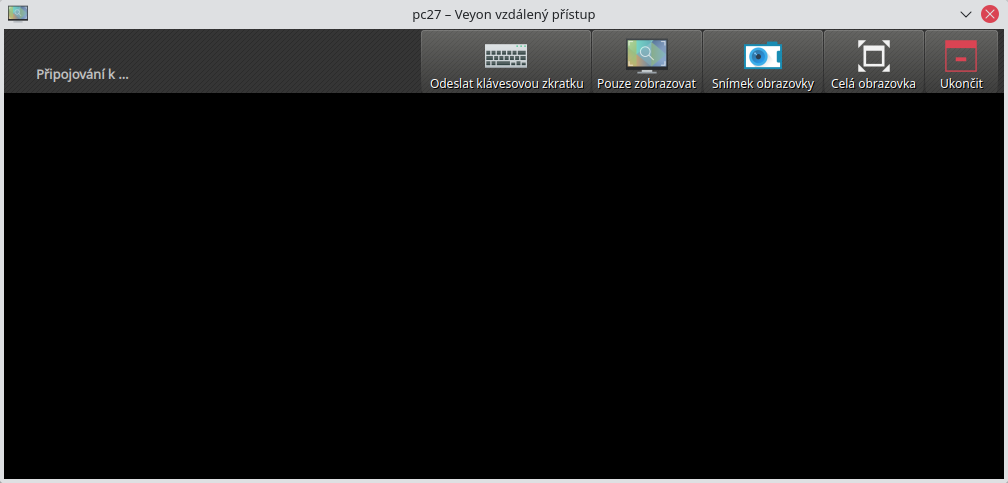 pc27 – Veyon vzdálený přístup
Připojování k ...
Odeslat klávesovou zkratku
Pouze zobrazovat
Snímek obrazovky
Celá obrazovka
Ukončit